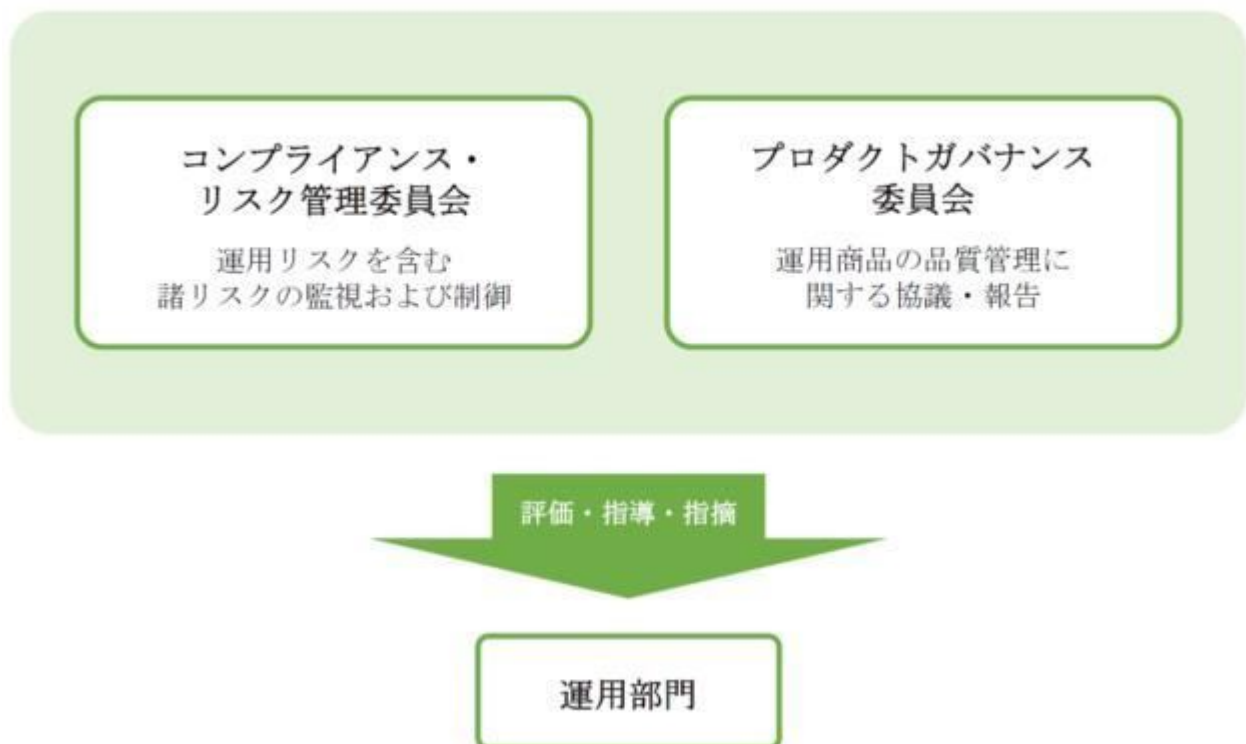 コンプライアンス・
リスク管理委員会
運用リスクを含む
諸リスクの監視および制御
プロダクトガバナンス
委員会
運用商品の品質管理に
関する協議・報告
評価・指導・指摘
運用部門